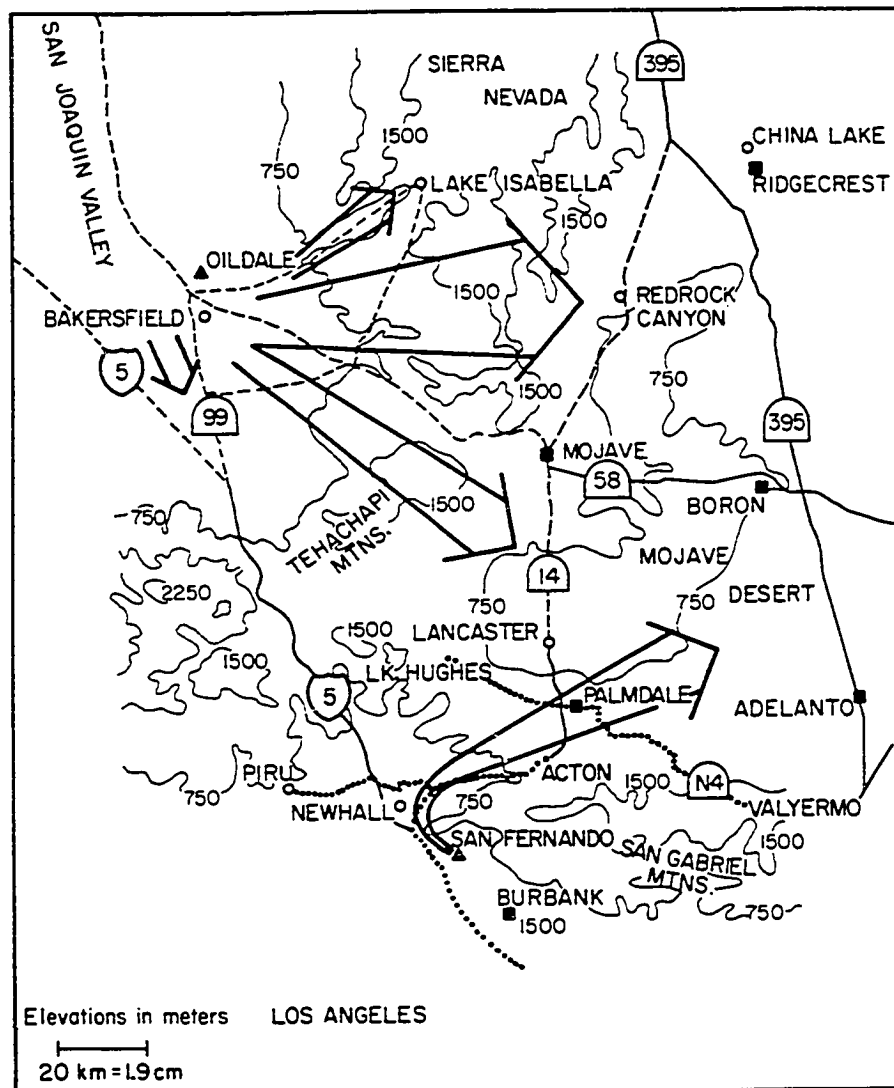 SAN JOAQUIN VALLEY
SIERRA
NEVADA
395
1500
750
CHINA LAKE
RIDGECREST
LAKE ISABELLA
1500
OILDALE
1500
REDROCK
CANYON
BAKERSFIELD
5
99
1500
750
395
MOJAVE
58
BORON
1500
750
TEHACHAPI
MTNS.
MOJAVE
DESERT
2250
14
750
750
1500
1500
LANCASTER
LK. HUGHES
5
PALMDALE
ADELANTO
PIRU
750
ACTON
1500
N4
NEWHALL
750
VALYERMO
SAN FERNANDO
SAN GABRIEL
MTNS.
1500
BURBANK
1500
750
Elevations in meters
LOS ANGELES
20 km = 1.9 cm